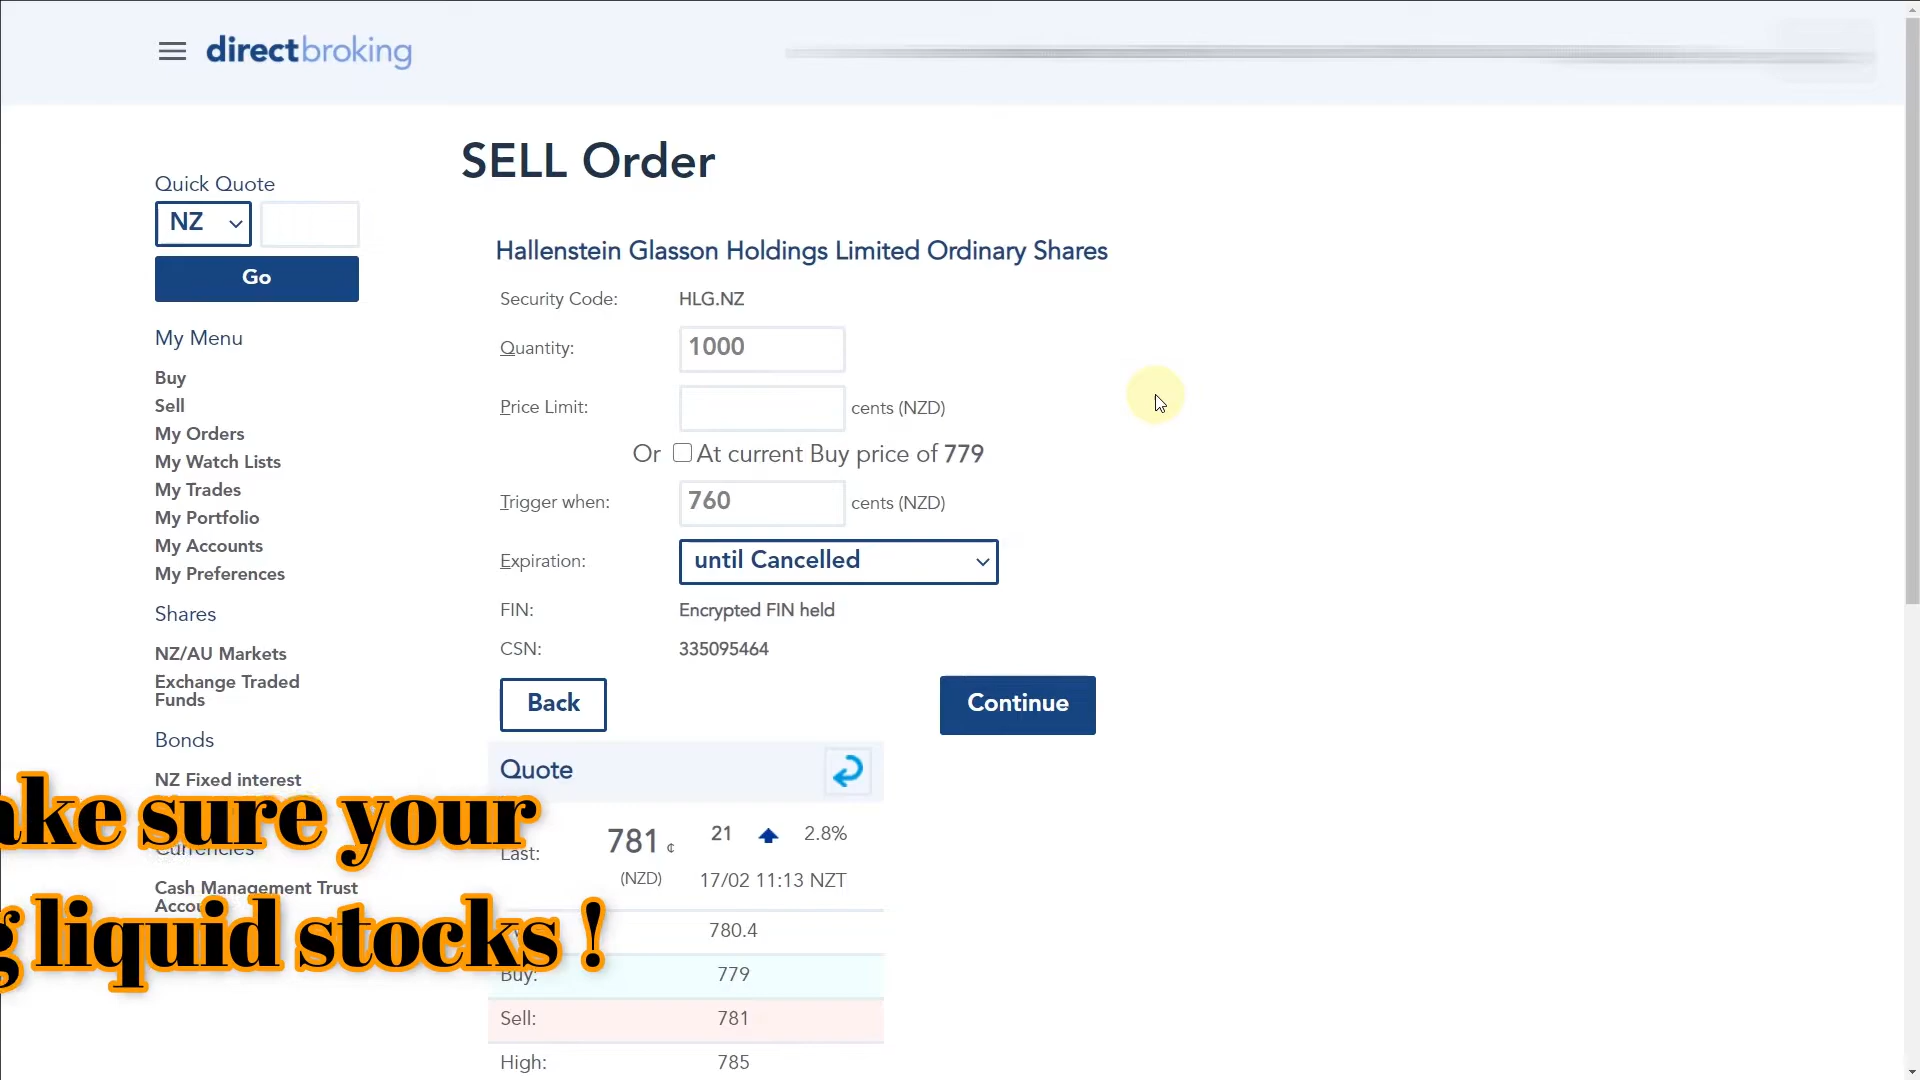 directbroking
SELL Order
Quick Quote
NZ
Go
Hallenstein Glasson Holdings Limited Ordinary Shares
Security Code: HLG.NZ
Quantity: 1000
Price Limit: cents (NZD)
Or At current Buy price of 779
Trigger when: 760 cents (NZD)
Expiration: until Cancelled
FIN: Encrypted FIN held
CSN: 335095464
Back Continue
My Menu
Buy
Sell
My Orders
My Watch Lists
My Trades
My Portfolio
My Accounts
My Preferences
Shares
NZ/AU Markets
Exchange Traded
Funds
Bonds
NZ Fixed interest
Currencies
Cash Management Trust
Quote
Last: 781 ¢ 21 2.8%
(NZD) 17/02 11:13 NZT
780.4
Buy: 779
Sell: 781
High: 785
ake sure your
g liquid stocks !